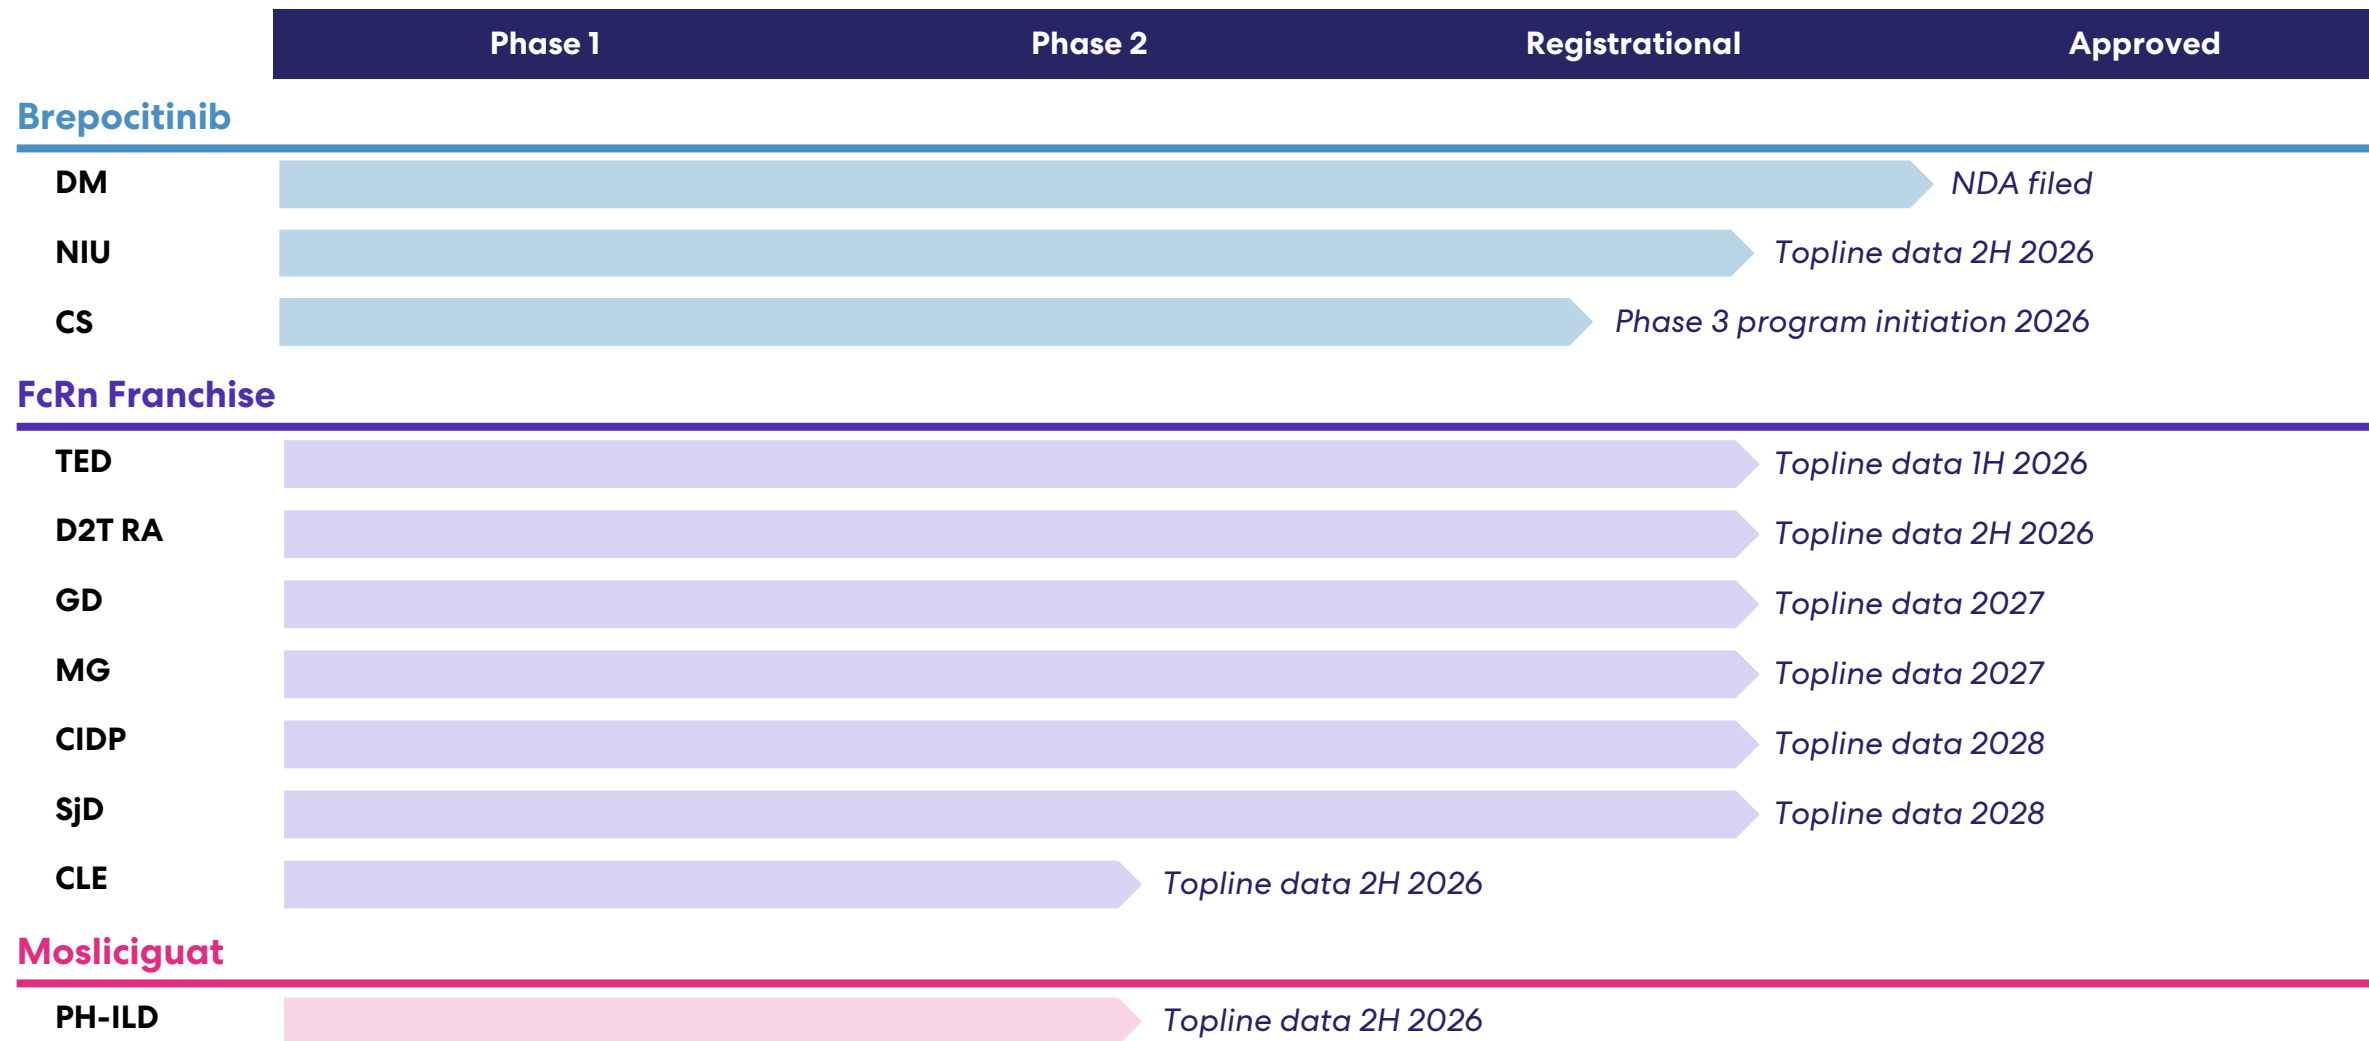 Phase 1 Phase 2 Registrational Approved
Brepocitinib
DM NDA filed
NIU Topline data 2H 2026
CS Phase 3 program initiation 2026
FcRn Franchise
TED Topline data 1H 2026
D2T RA Topline data 2H 2026
GD Topline data 2027
MG Topline data 2027
CIDP Topline data 2028
SjD Topline data 2028
CLE Topline data 2H 2026
Mosliciguat
PH-ILD Topline data 2H 2026